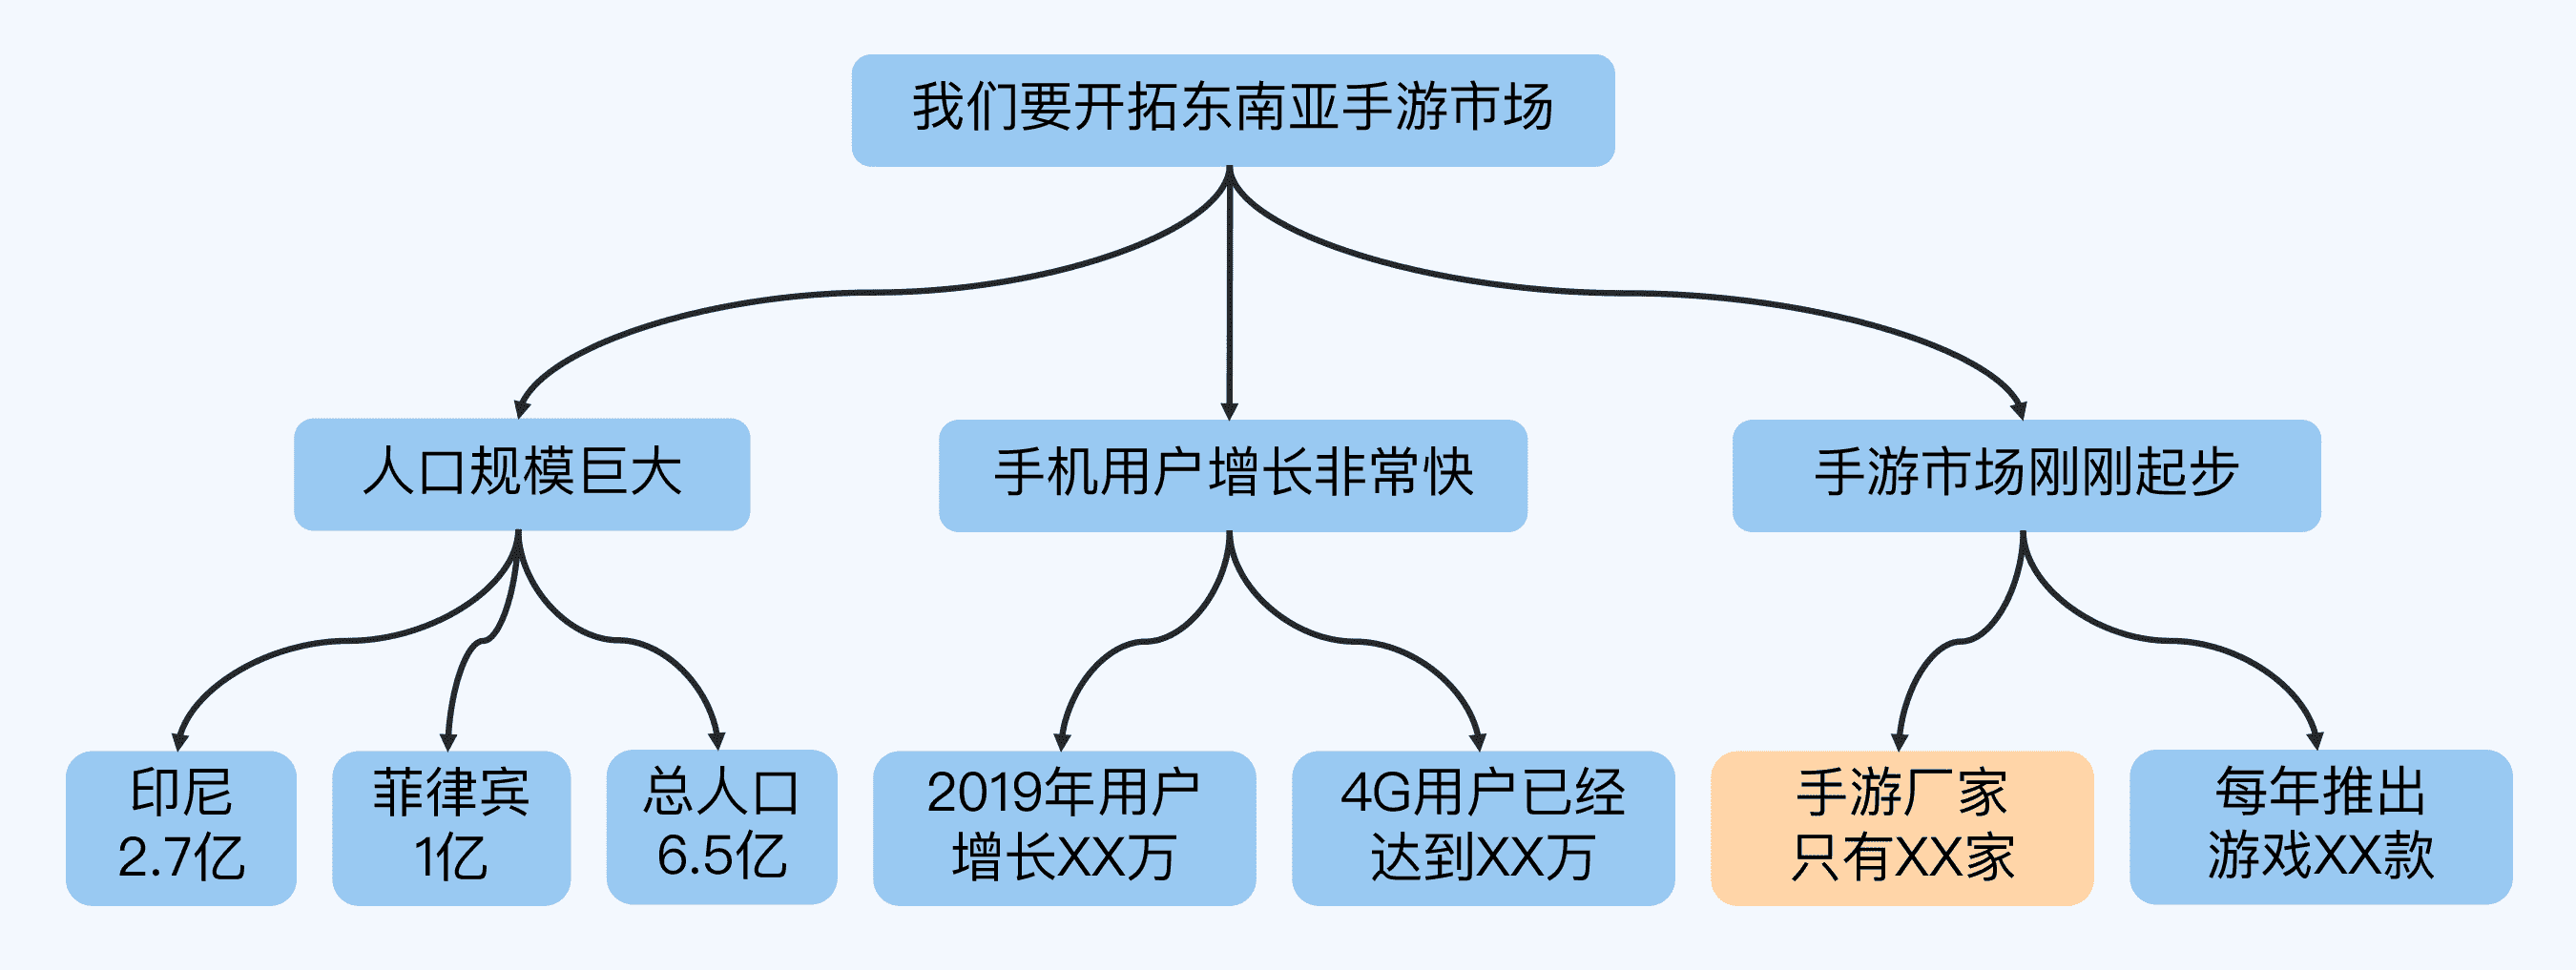 我们要开拓东南亚手游市场
人口规模巨大
手机用户增长非常快
手游市场刚刚起步
印尼
2.7亿
菲律宾
1亿
总人口
6.5亿
2019年用户
增长XX万
4G用户已经
达到XX万
手游厂家
只有XX家
每年推出
游戏XX款